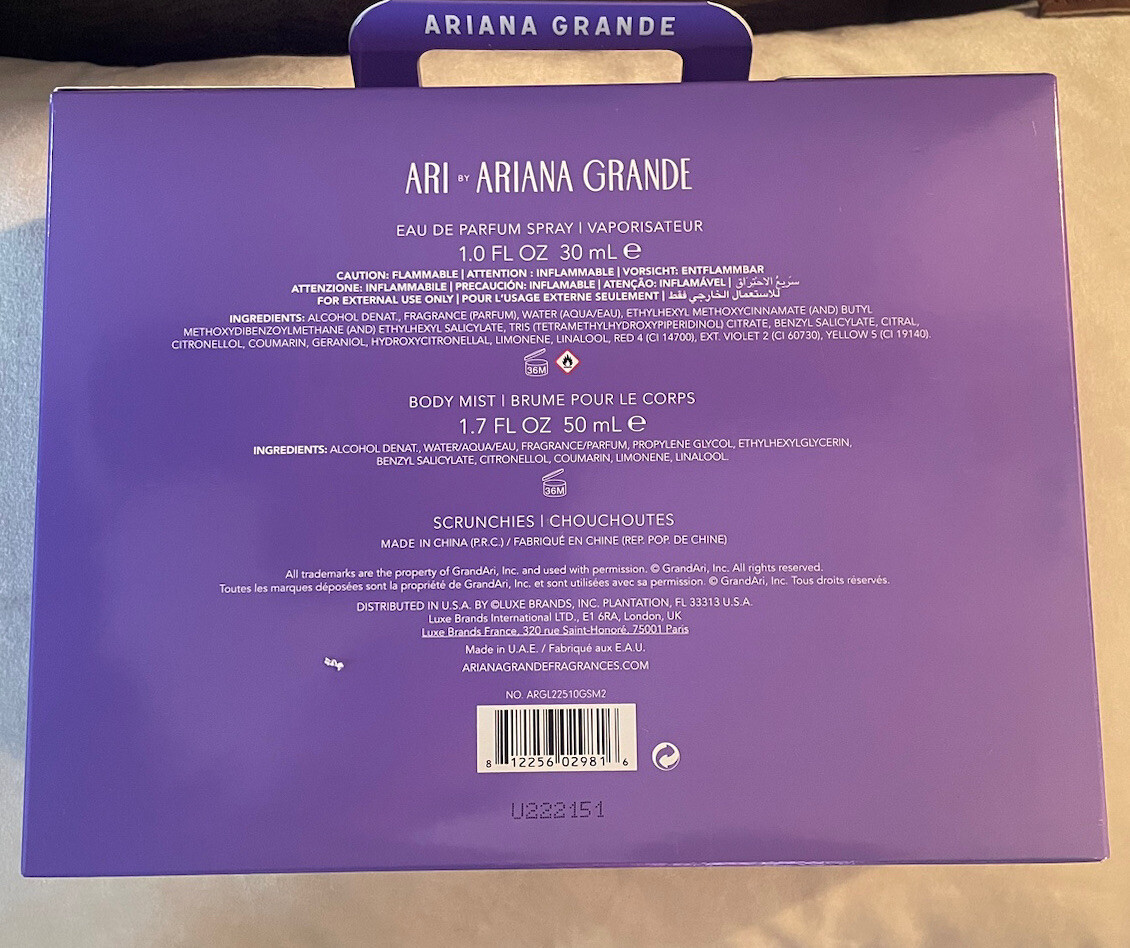 ARIANA GRANDE
ARI BY ARIANA GRANDE
EAU DE PARFUM SPRAY | VAPORISATEUR
1.0 FL OZ 30 mL ℮
CAUTION: FLAMMABLE | ATTENTION : INFLAMMABLE | VORSICHT: ENTFLAMMBAR
ATTENZIONE: INFLAMMABILE | PRECAUCIÓN: INFLAMABLE | ATENÇÃO: INFLAMÁVEL | سَريعُ الاحْتِرَاق
FOR EXTERNAL USE ONLY | POUR L'USAGE EXTERNE SEULEMENT | للاستعمال الخارجي فقط
INGREDIENTS: ALCOHOL DENAT., FRAGRANCE (PARFUM), WATER (AQUA/EAU), ETHYLHEXYL METHOXYCINNAMATE (AND) BUTYL
METHOXYDIBENZOYLMETHANE (AND) ETHYLHEXYL SALICYLATE, TRIS (TETRAMETHYLHYDROXYPIPERIDINOL) CITRATE, BENZYL SALICYLATE, CITRAL,
CITRONELLOL, COUMARIN, GERANIOL, HYDROXYCITRONELLAL, LIMONENE, LINALOOL, RED 4 (CI 14700), EXT. VIOLET 2 (CI 60730), YELLOW 5 (CI 19140).
36M
BODY MIST | BRUME POUR LE CORPS
1.7 FL OZ 50 mL ℮
INGREDIENTS: ALCOHOL DENAT., WATER/AQUA/EAU, FRAGRANCE/PARFUM, PROPYLENE GLYCOL, ETHYLHEXYLGLYCERIN,
BENZYL SALICYLATE, CITRONELLOL, COUMARIN, LIMONENE, LINALOOL.
36M
SCRUNCHIES | CHOUCHOUTES
MADE IN CHINA (P.R.C.) / FABRIQUÉ EN CHINE (REP. POP. DE CHINE)
All trademarks are the property of GrandAri, Inc. and used with permission. © GrandAri, Inc. All rights reserved.
Toutes les marques déposées sont la propriété de GrandAri, Inc. et sont utilisées avec sa permission. © GrandAri, Inc. Tous droits réservés.
DISTRIBUTED IN U.S.A. BY ©LUXE BRANDS, INC. PLANTATION, FL 33313 U.S.A.
Luxe Brands International LTD., E1 6RA, London, UK
Luxe Brands France, 320 rue Saint-Honoré, 75001 Paris
Made in U.A.E. / Fabriqué aux E.A.U.
ARIANAGRANDEFRAGRANCES.COM
NO. ARGL22510GSM2
8 12256 02981 6
U222151